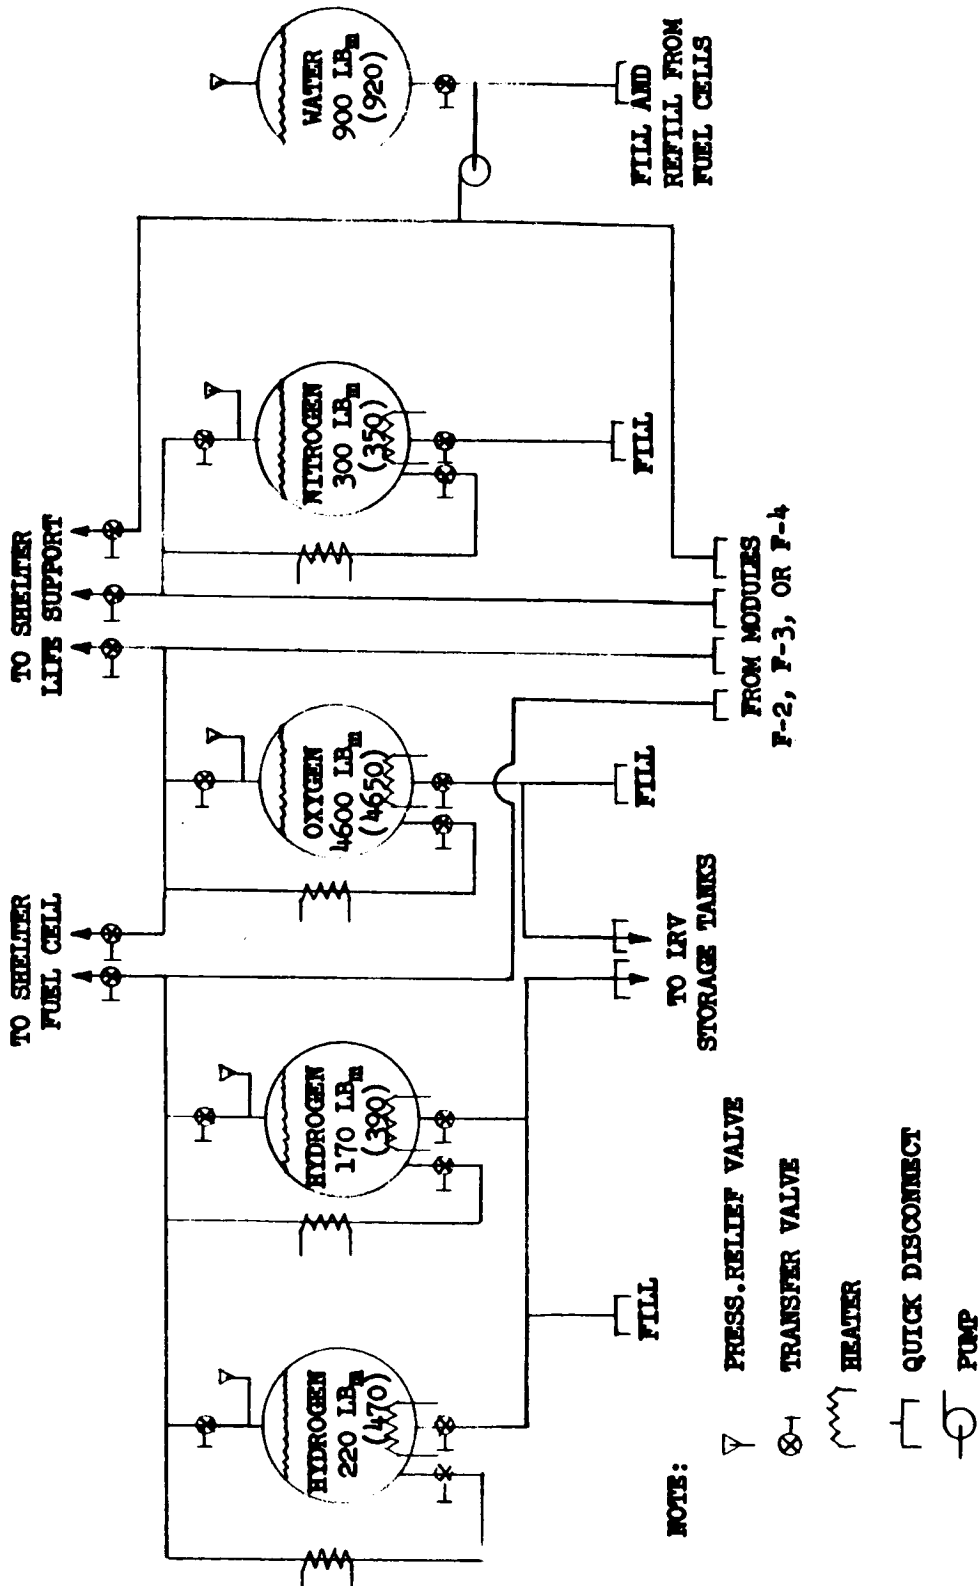 TO SHELTER
FUEL CELL
TO SHELTER
LIFE SUPPORT
HYDROGEN
220 LBm
(470)
HYDROGEN
170 LBm
(390)
OXYGEN
4600 LBm
(4650)
NITROGEN
300 LBm
(350)
WATER
900 LBm
(920)
FILL
TO LRV
STORAGE TANKS
FILL
FROM MODULES
F-2, F-3, OR F-4
FILL
FILL AND
REFILL FROM
FUEL CELLS
NOTE:
PRESS.RELIEF VALVE
TRANSFER VALVE
HEATER
QUICK DISCONNECT
PUMP